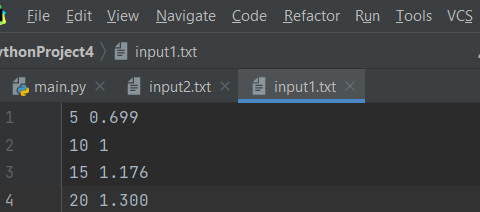 File Edit View Navigate Code Refactor Run Tools VCS
ythonProject4 input1.txt
main.py input2.txt input1.txt
1 5 0.699
2 10 1
3 15 1.176
4 20 1.300